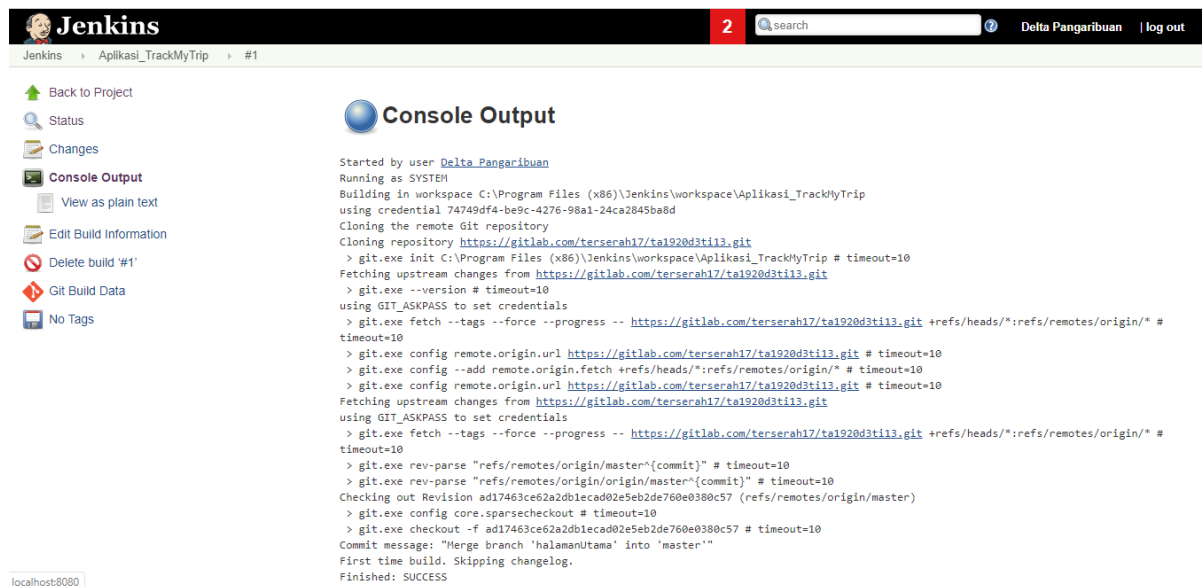 Jenkins
2
search
Delta Pangaribuan | log out
Jenkins Aplikasi_TrackMyTrip #1
Back to Project
Status
Changes
Console Output
View as plain text
Edit Build Information
Delete build ‘#1’
Git Build Data
No Tags
Console Output
Started by user Delta Pangaribuan
Running as SYSTEM
Building in workspace C:\Program Files (x86)\Jenkins\workspace\Aplikasi_TrackMyTrip
using credential 74749df4-be9c-4276-98a1-24ca2845ba8d
Cloning the remote Git repository
Cloning repository https://gitlab.com/terserah17/ta1920d3ti13.git
> git.exe init C:\Program Files (x86)\Jenkins\workspace\Aplikasi_TrackMyTrip # timeout=10
Fetching upstream changes from https://gitlab.com/terserah17/ta1920d3ti13.git
> git.exe --version # timeout=10
using GIT_ASKPASS to set credentials
> git.exe fetch --tags --force --progress -- https://gitlab.com/terserah17/ta1920d3ti13.git +refs/heads/*:refs/remotes/origin/* #
timeout=10
> git.exe config remote.origin.url https://gitlab.com/terserah17/ta1920d3ti13.git # timeout=10
> git.exe config --add remote.origin.fetch +refs/heads/*:refs/remotes/origin/* # timeout=10
> git.exe config remote.origin.url https://gitlab.com/terserah17/ta1920d3ti13.git # timeout=10
Fetching upstream changes from https://gitlab.com/terserah17/ta1920d3ti13.git
using GIT_ASKPASS to set credentials
> git.exe fetch --tags --force --progress -- https://gitlab.com/terserah17/ta1920d3ti13.git +refs/heads/*:refs/remotes/origin/* #
timeout=10
> git.exe rev-parse "refs/remotes/origin/master^{commit}" # timeout=10
> git.exe rev-parse "refs/remotes/origin/origin/master^{commit}" # timeout=10
Checking out Revision ad17463ce62a2db1ecad02e5eb2de760e0380c57 (refs/remotes/origin/master)
> git.exe config core.sparsecheckout # timeout=10
> git.exe checkout -f ad17463ce62a2db1ecad02e5eb2de760e0380c57 # timeout=10
Commit message: "Merge branch 'halamanUtama' into 'master'"
First time build. Skipping changelog.
Finished: SUCCESS
localhost:8080